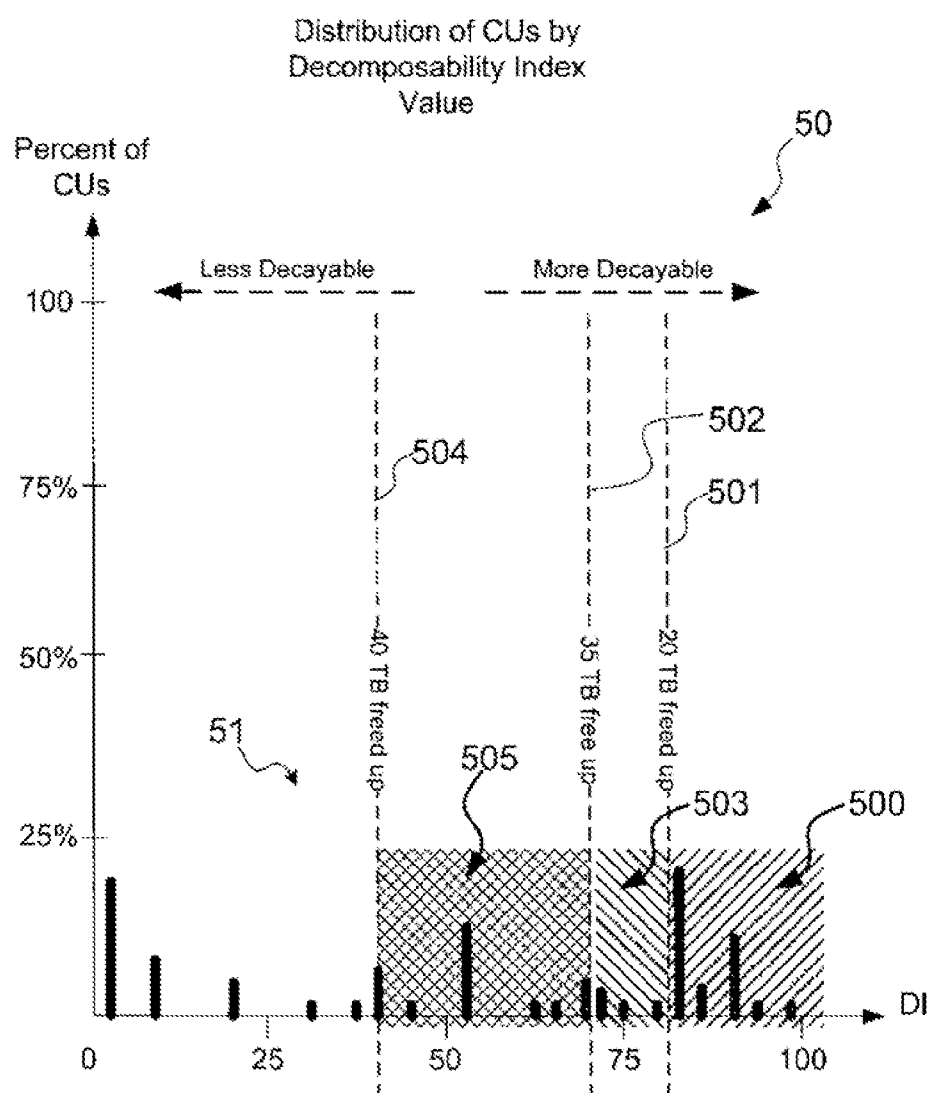 Distribution of CUs by
Decomposability Index
Value
50
Percent of
CUs
Less Decayable
More Decayable
100
502
504
75%
501
50%
40 TB freed up
35 TB free up
20 TB freed up
51
505
503
500
25%
DI
0
25
50
75
100